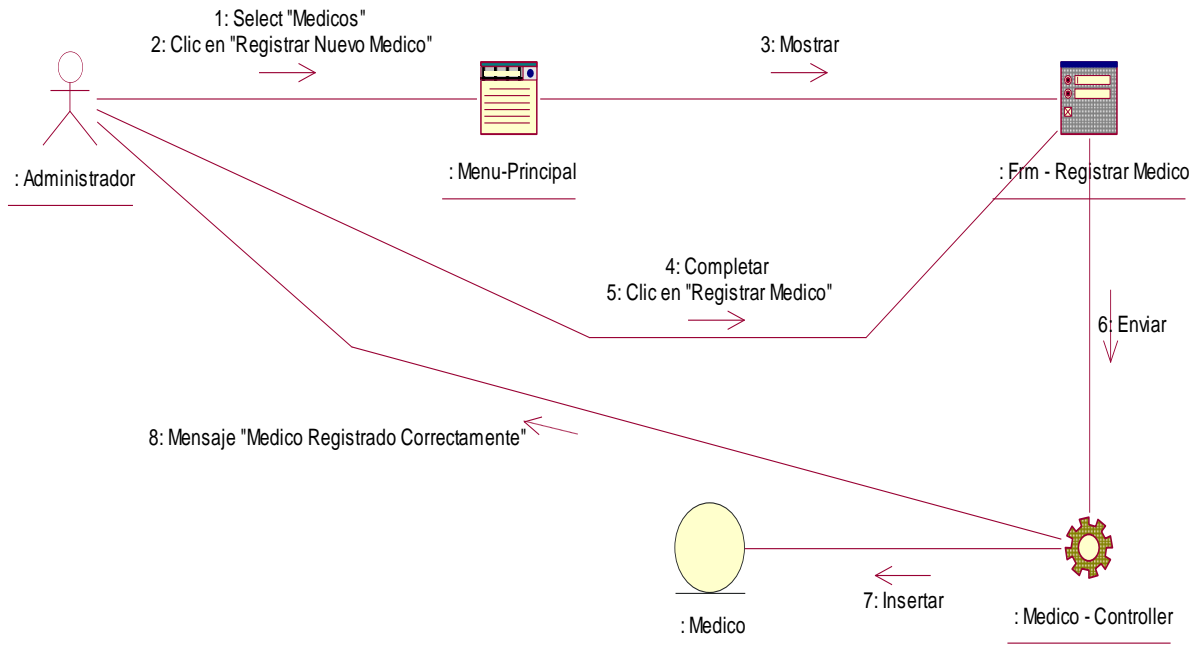 1: Select "Medicos"
2: Clic en "Registrar Nuevo Medico"
3: Mostrar
: Administrador
: Menu-Principal
: Frm - Registrar Medico
4: Completar
5: Clic en "Registrar Medico"
6: Enviar
8: Mensaje "Medico Registrado Correctamente"
7: Insertar
: Medico
: Medico - Controller